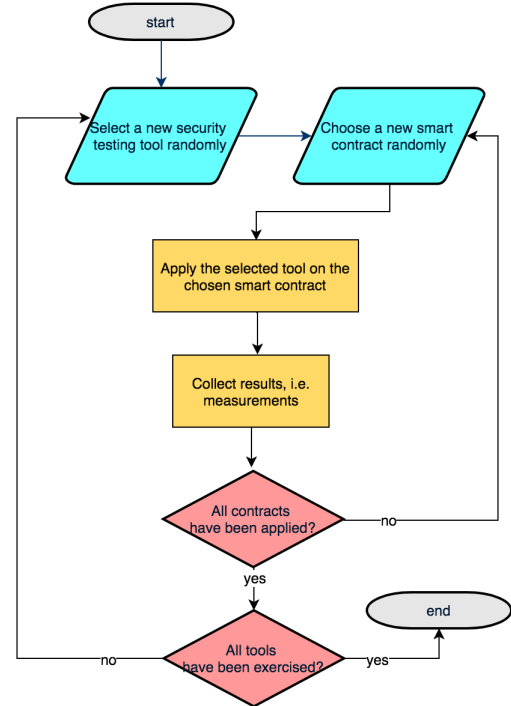 start
Select a new security
testing tool randomly
Choose a new smart
contract randomly
Apply the selected tool on the
chosen smart contract
Collect results, i.e.
measurements
All contracts
have been applied?
no
yes
end
All tools
have been exercised?
no
yes